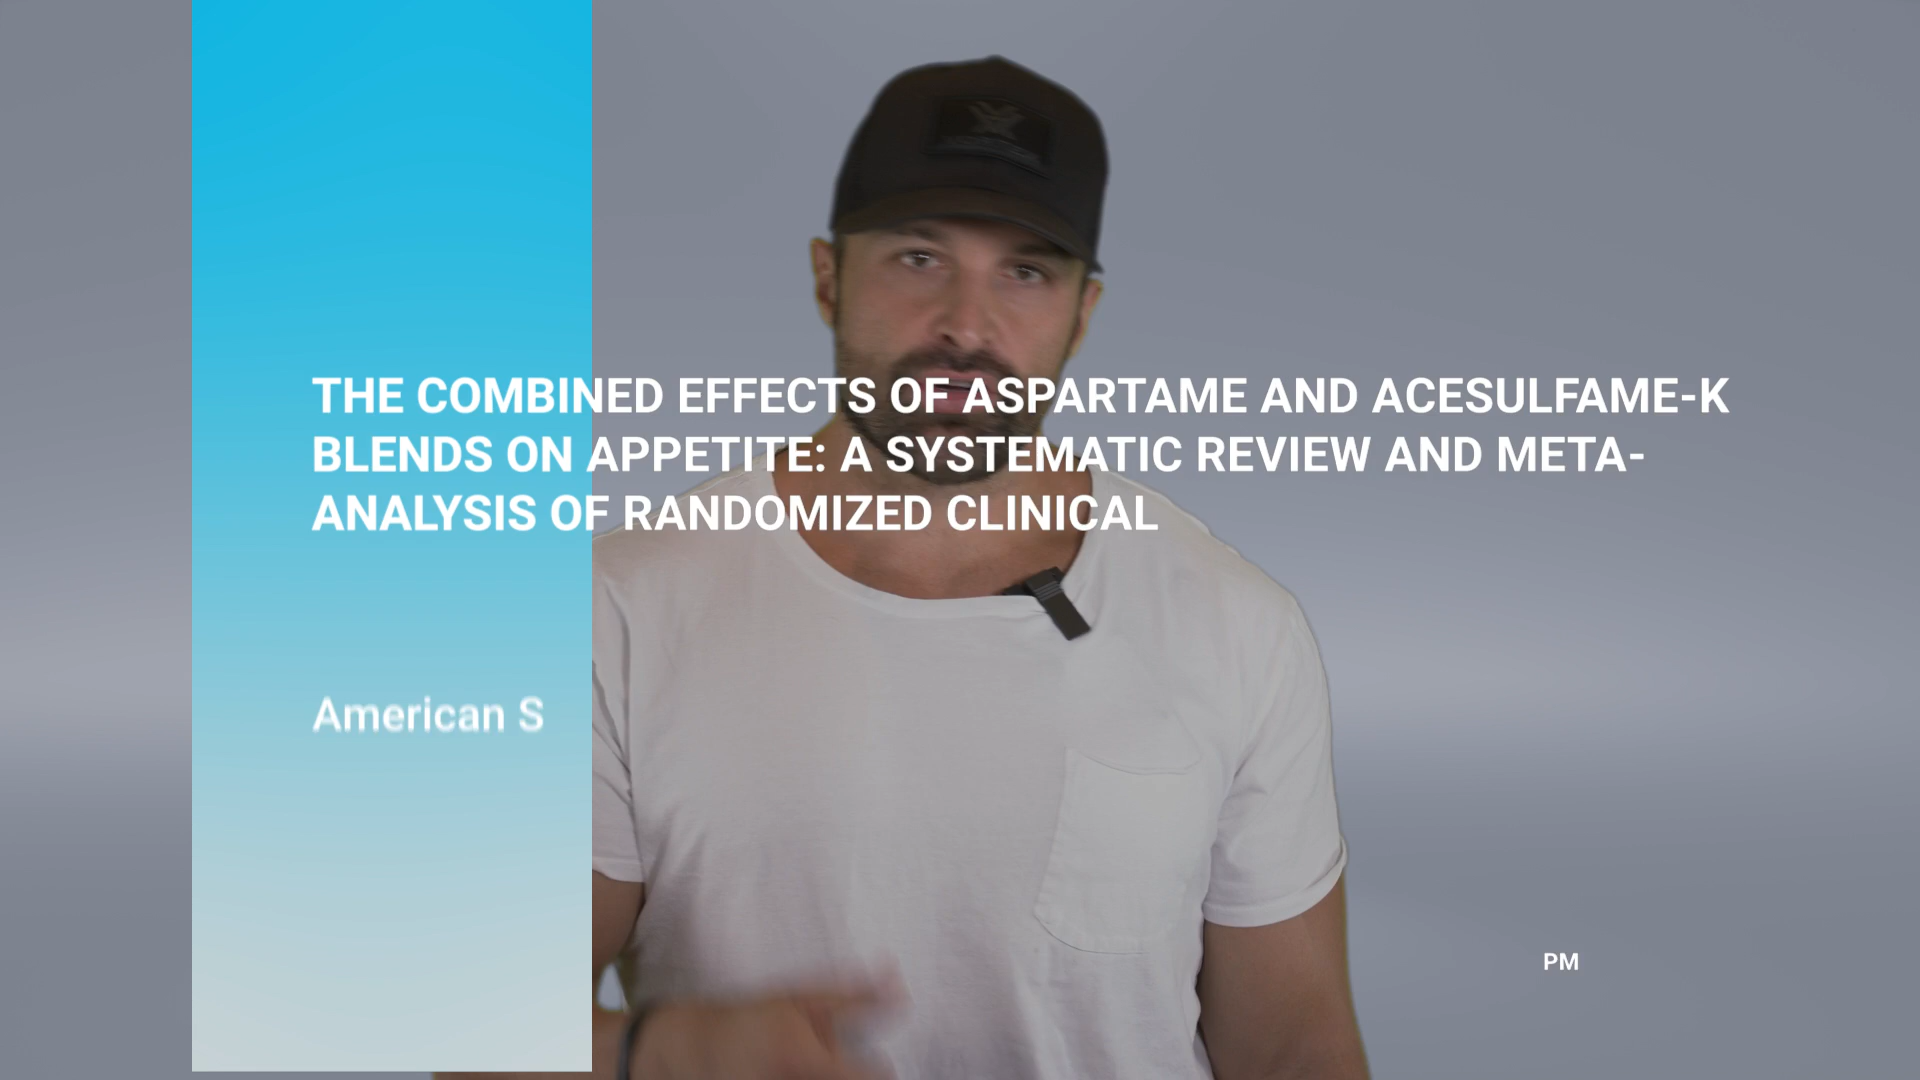 THE COMBINED EFFECTS OF ASPARTAME AND ACESULFAME-K
BLENDS ON APPETITE: A SYSTEMATIC REVIEW AND META-
ANALYSIS OF RANDOMIZED CLINICAL
American S
PM